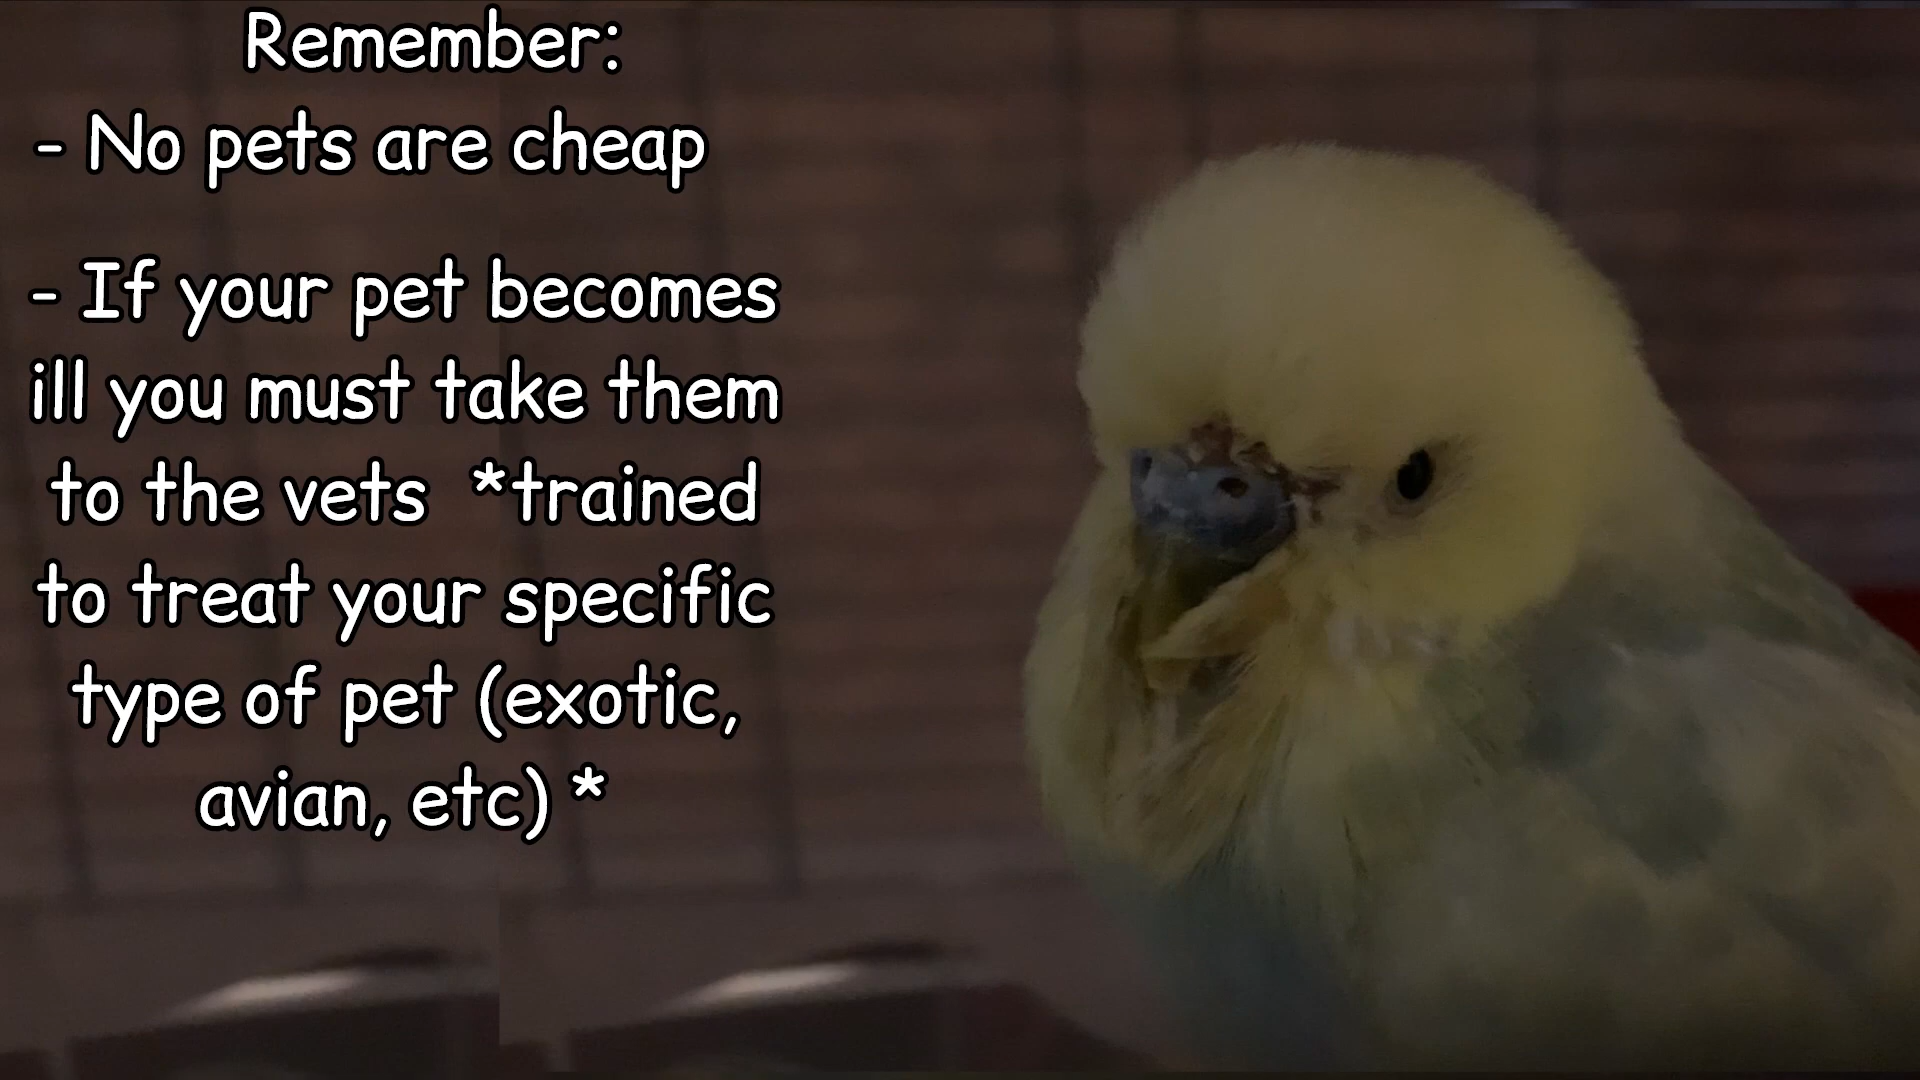 Remember:
- No pets are cheap
- If your pet becomes
ill you must take them
to the vets *trained
to treat your specific
type of pet (exotic,
avian, etc) *